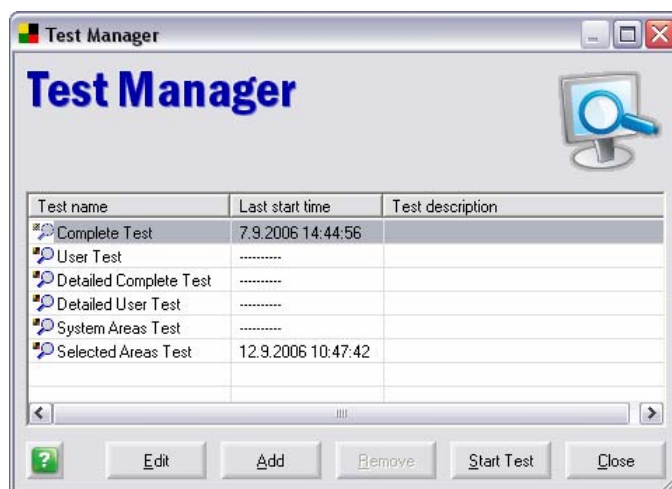 Test Manager
Test Manager
Test name Last start time Test description
Complete Test 7.9.2006 14:44:56
User Test ----------
Detailed Complete Test ----------
Detailed User Test ----------
System Areas Test ----------
Selected Areas Test 12.9.2006 10:47:42
? Edit Add Remove Start Test Close